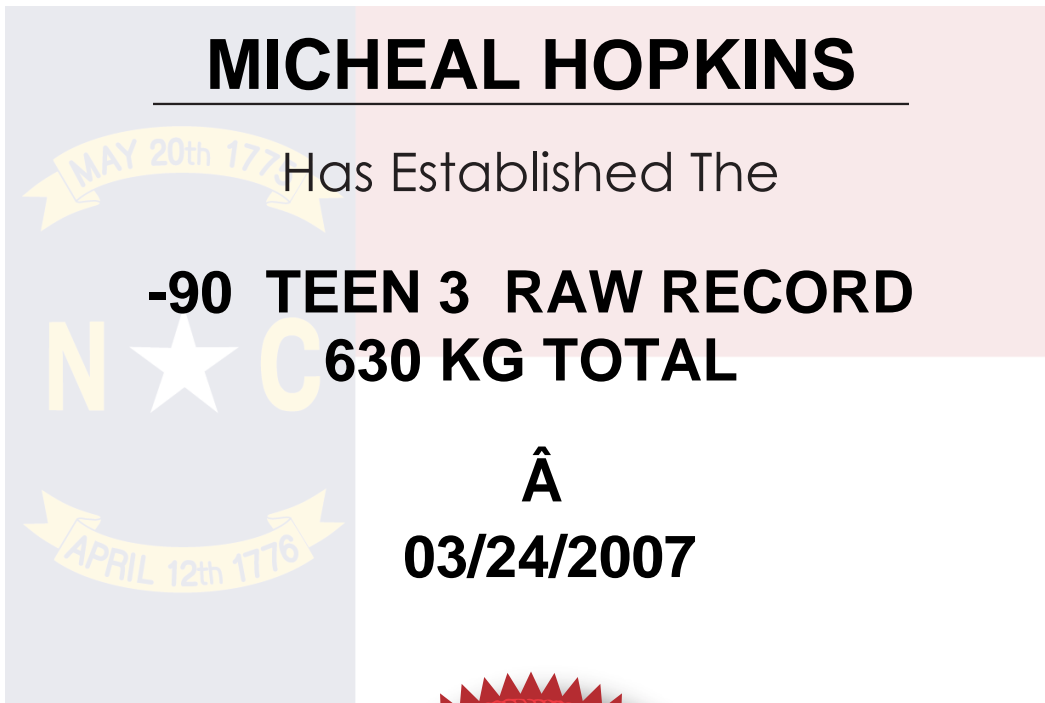 MICHEAL HOPKINS
MAY 20th 1775
Has Established The
-90 TEEN 3 RAW RECORD
630 KG TOTAL
N C
Â
03/24/2007
APRIL 12th 1776